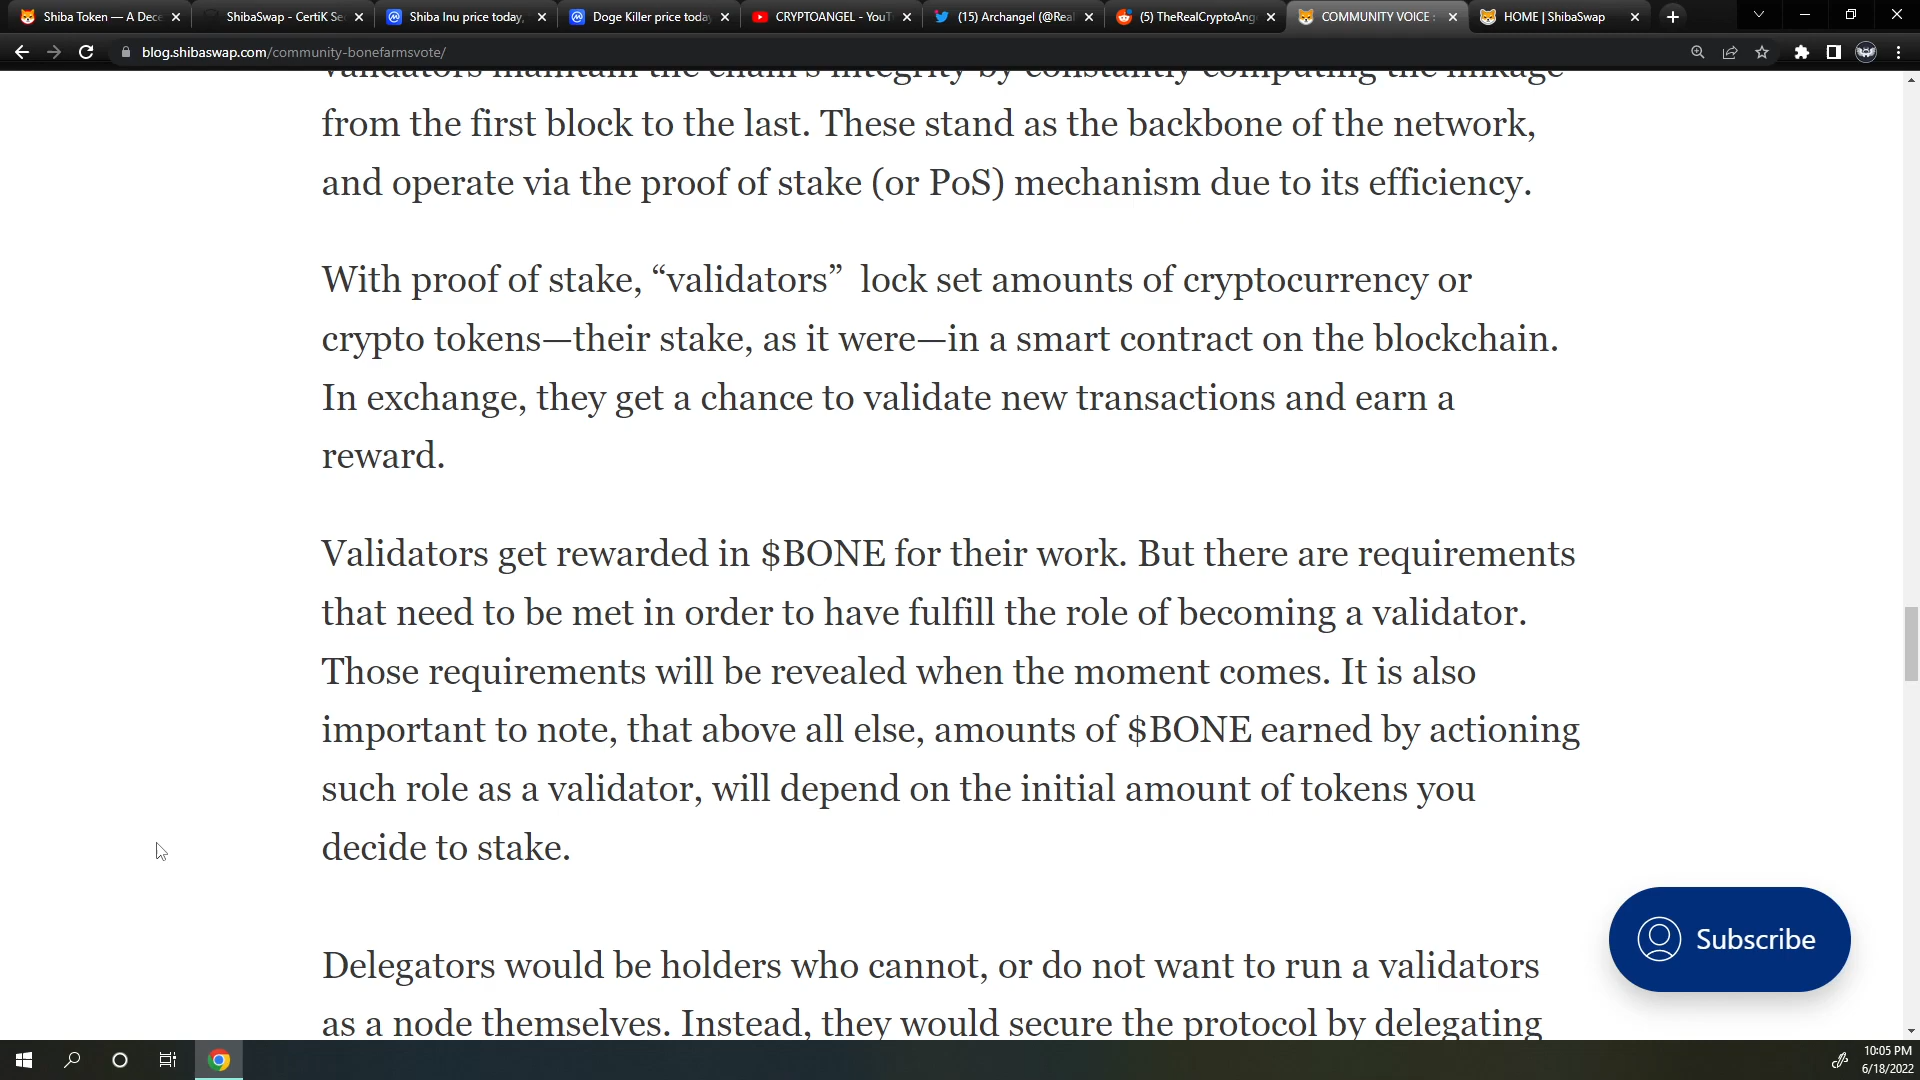 Shiba Token — A Dece
ShibaSwap - CertiK Se
Shiba Inu price today,
Doge Killer price toda
CRYPTOANGEL - YouT
(15) Archangel (@Real
(5) TheRealCryptoAng
COMMUNITY VOICE :
HOME | ShibaSwap
blog.shibaswap.com/community-bonefarmsvote/
validators maintain the chain's integrity by constantly computing the linkage
from the first block to the last. These stand as the backbone of the network,
and operate via the proof of stake (or PoS) mechanism due to its efficiency.
With proof of stake, “validators”  lock set amounts of cryptocurrency or
crypto tokens—their stake, as it were—in a smart contract on the blockchain.
In exchange, they get a chance to validate new transactions and earn a
reward.
Validators get rewarded in $BONE for their work. But there are requirements
that need to be met in order to have fulfill the role of becoming a validator.
Those requirements will be revealed when the moment comes. It is also
important to note, that above all else, amounts of $BONE earned by actioning
such role as a validator, will depend on the initial amount of tokens you
decide to stake.
Subscribe
Delegators would be holders who cannot, or do not want to run a validators
as a node themselves. Instead, they would secure the protocol by delegating
10:05 PM
6/18/2022